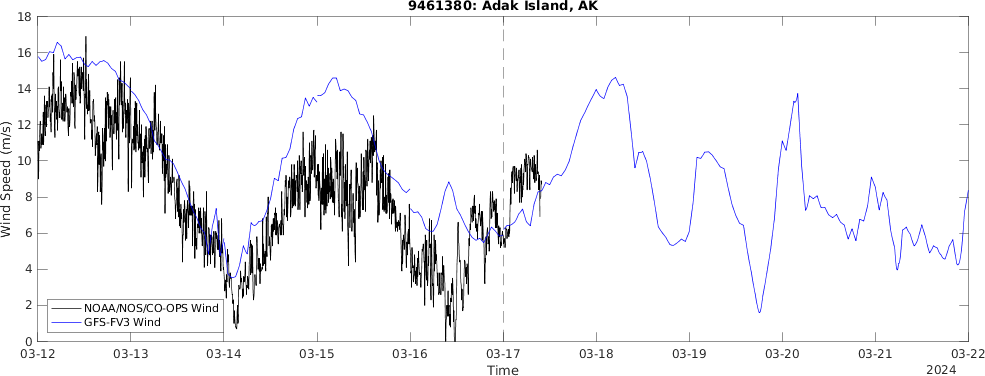 9461380: Adak Island, AK
Wind Speed (m/s)
18
16
14
12
10
8
6
4
2
0
NOAA/NOS/CO-OPS Wind
GFS-FV3 Wind
03-12 03-13 03-14 03-15 03-16 03-17 03-18 03-19 03-20 03-21 03-22
Time
2024